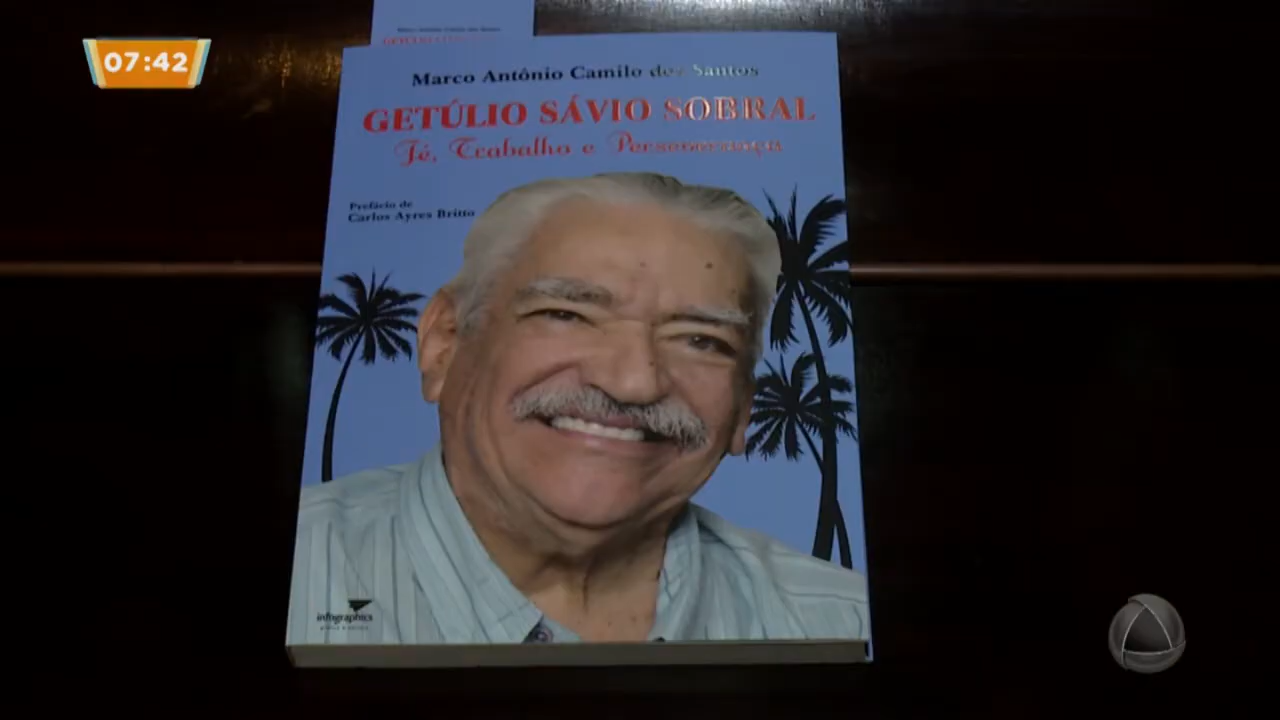 07:42
Marco Antônio Camilo dos Santos
GETÚLIO SÁVIO SOBRAL
Fé, Trabalho e Perseverança
Prefácio de
Carlos Ayres Britto
infographics